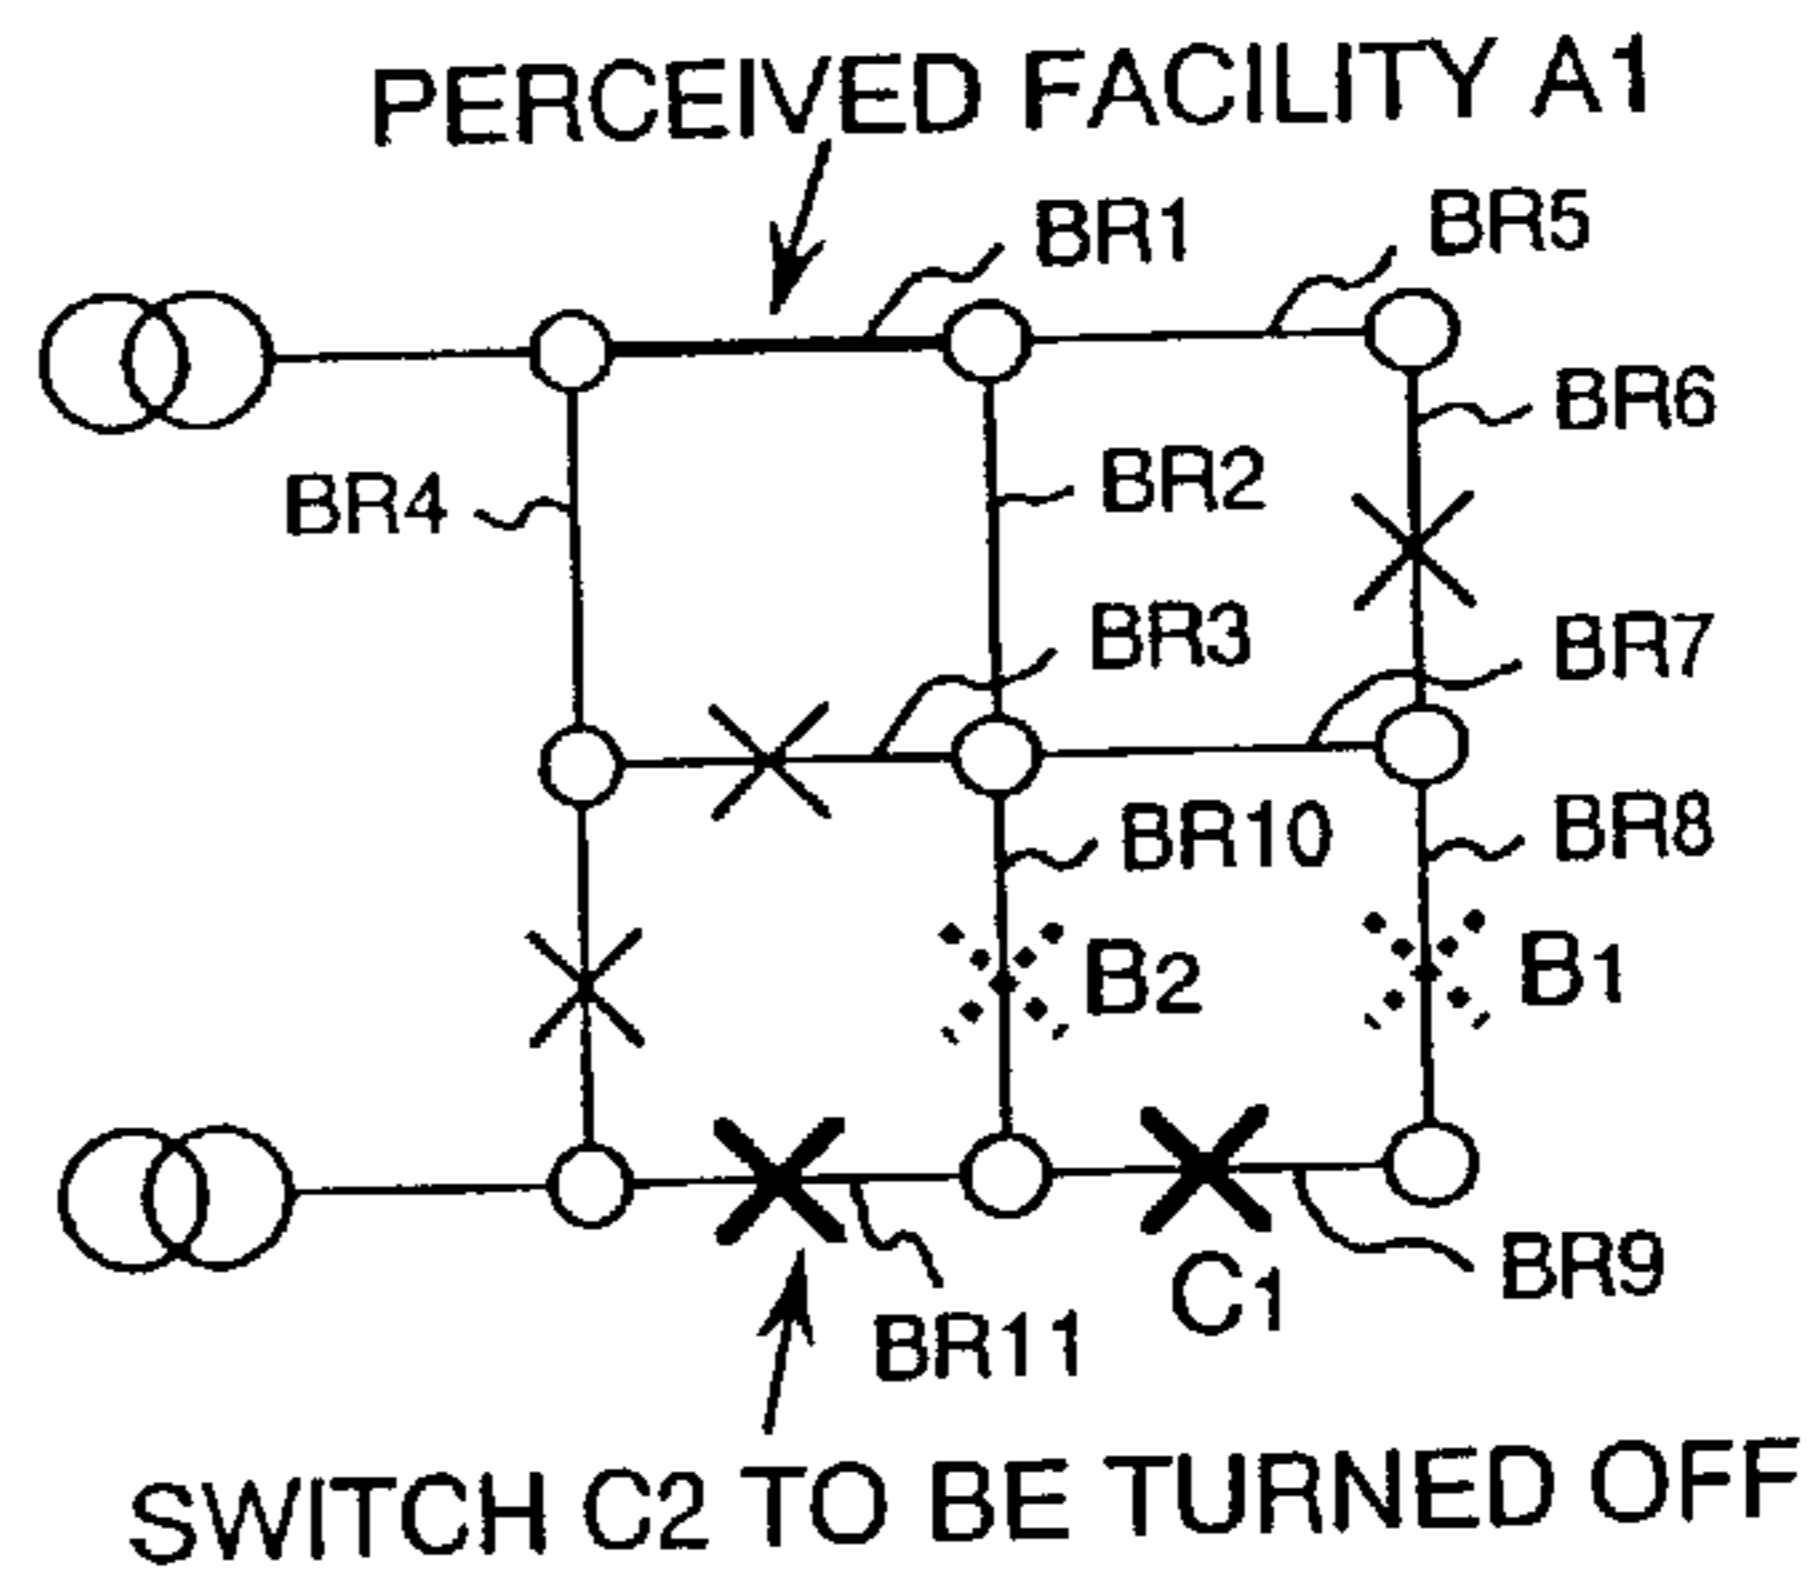 PERCEIVED FACILITY A1
BR1
BR5
BR6
BR4
BR2
BR3
BR7
BR10
BR8
B2
B1
C1
BR9
BR11
SWITCH C2 TO BE TURNED OFF